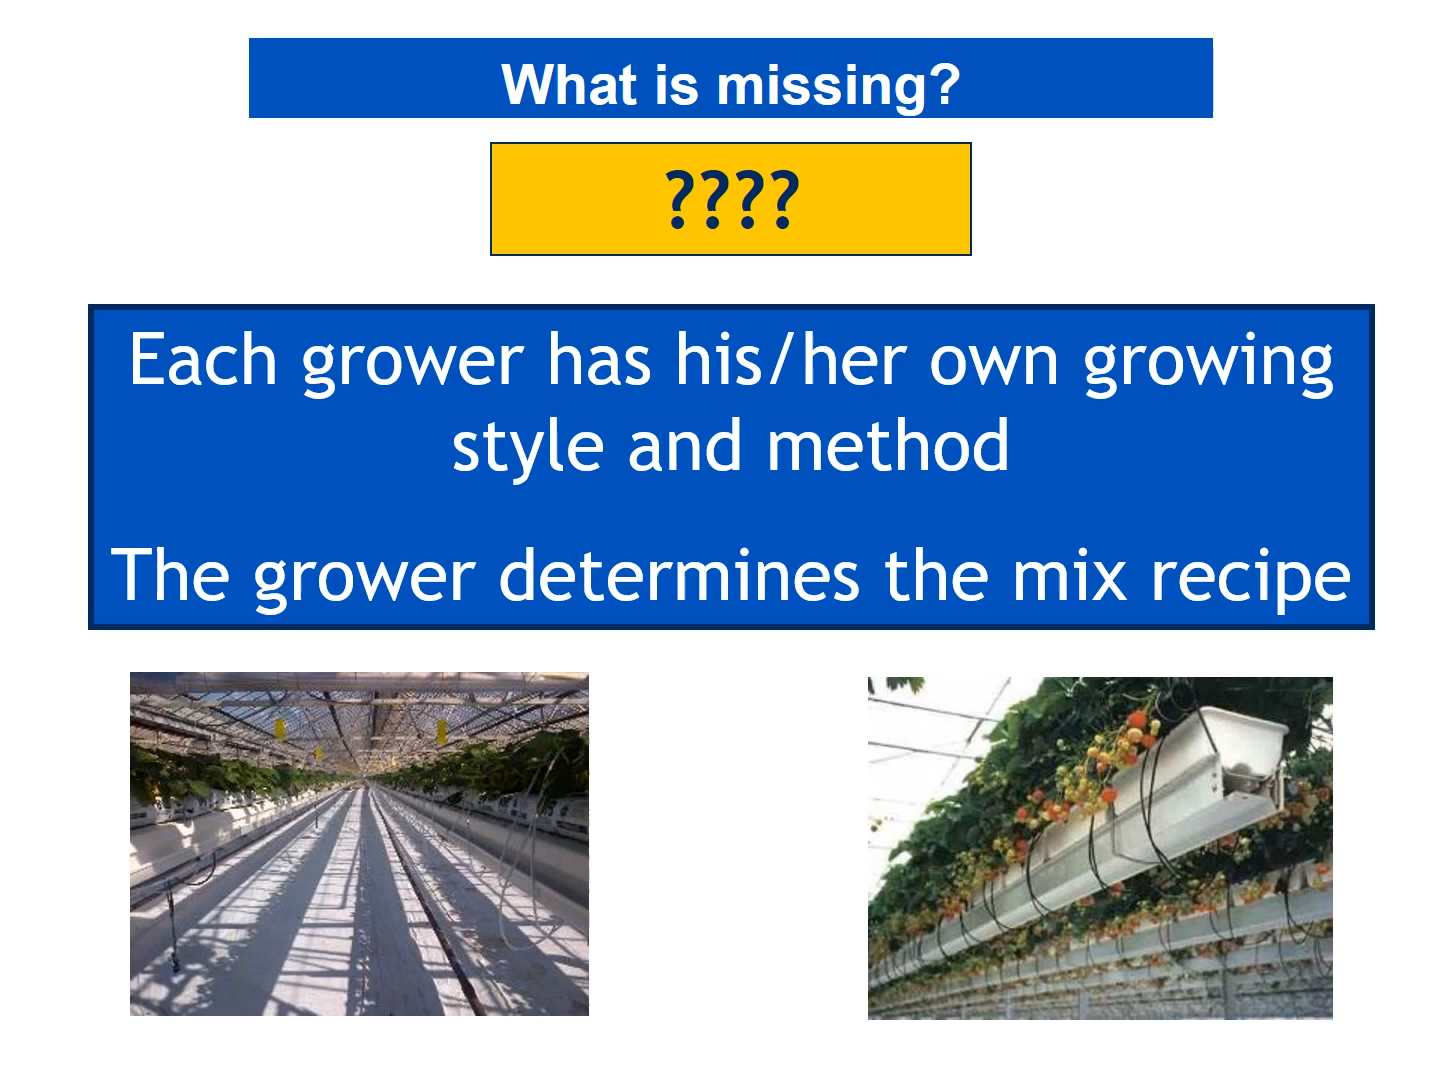 What is missing?
????
Each grower has his/her own growing
style and method
The grower determines the mix recipe